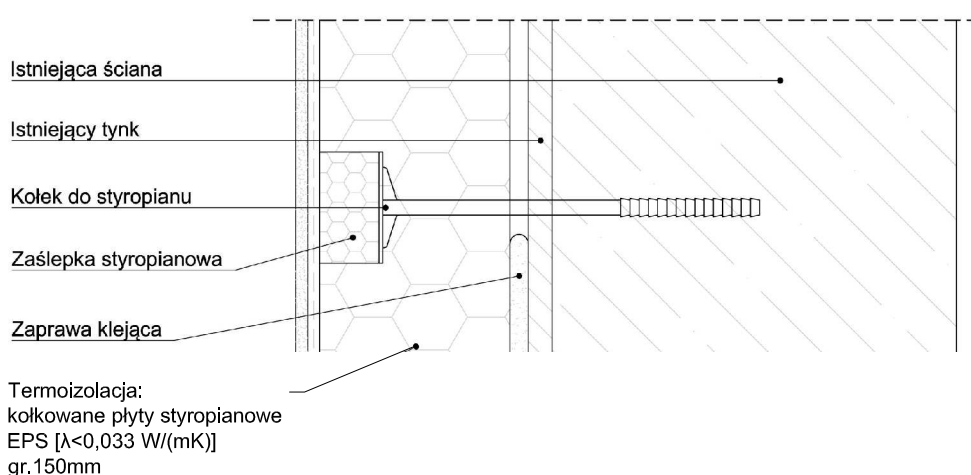 Istniejąca ściana
Istniejący tynk
Kołek do styropianu
Zaślepka styropianowa
Zaprawa klejąca
Termoizolacja:
kołkowane płyty styropianowe
EPS [λ<0,033 W/(mK)]
gr.150mm